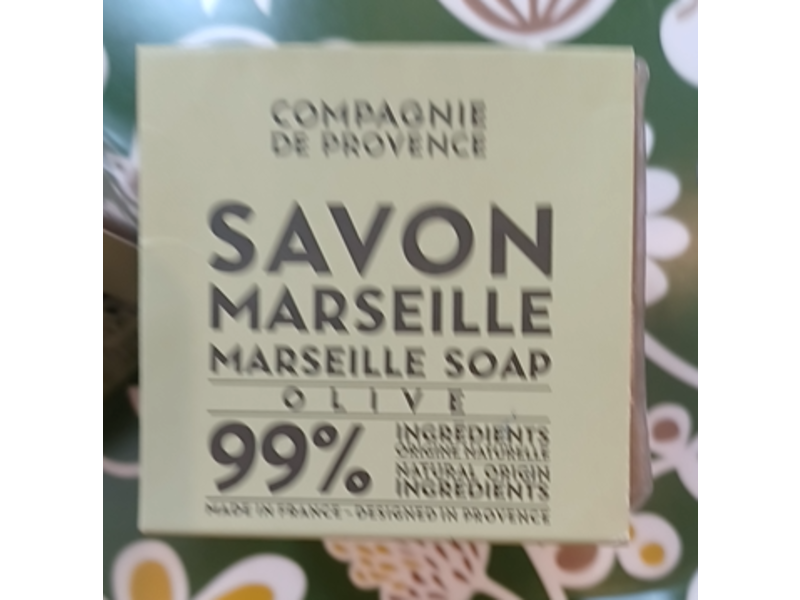 COMPAGNIE
DE PROVENCE
SAVON
MARSEILLE
MARSEILLE SOAP
OLIVE
99% INGRÉDIENTS
ORIGINE NATURELLE
NATURAL ORIGIN
INGREDIENTS
MADE IN FRANCE - DESIGNED IN PROVENCE